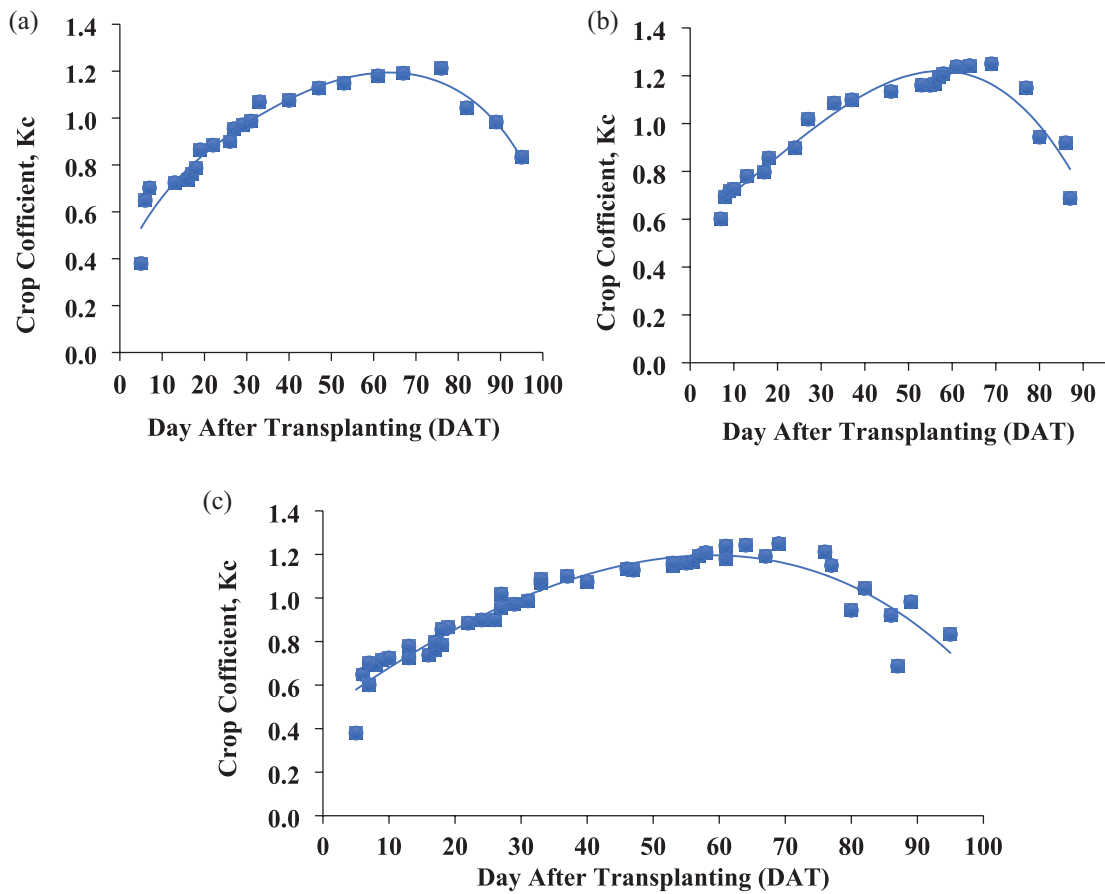 (a)
Crop Cofficient, Kc
1.4
1.2
1.0
0.8
0.6
0.4
0.2
0.0
0 10 20 30 40 50 60 70 80 90 100
Day After Transplanting (DAT)
(b)
Crop Cofficient, Kc
1.4
1.2
1.0
0.8
0.6
0.4
0.2
0.0
0 10 20 30 40 50 60 70 80 90
Day After Transplanting (DAT)
(c)
Crop Cofficient, Kc
1.4
1.2
1.0
0.8
0.6
0.4
0.2
0.0
0 10 20 30 40 50 60 70 80 90 100
Day After Transplanting (DAT)